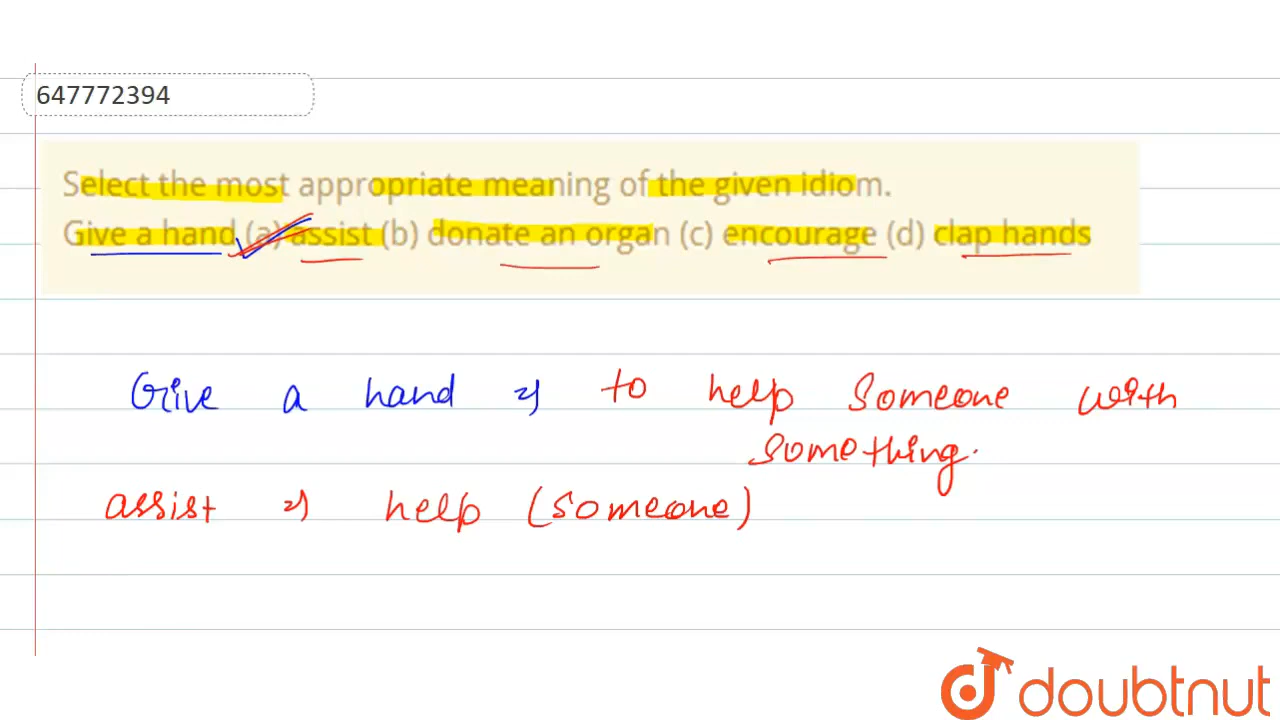 647772394
Select the most appropriate meaning of the given idiom.
Give a hand (a) assist (b) donate an organ (c) encourage (d) clap hands
Give a hand ⇒ to help someone with
something.
assist ⇒ help (someone)
doubtnut